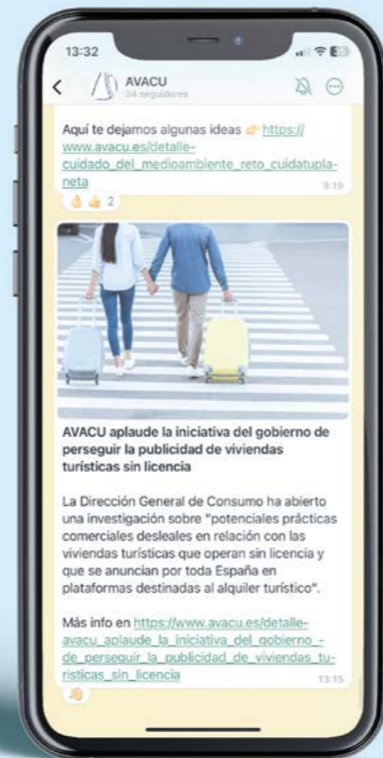 13:32
AVACU
34 seguidores
Aquí te dejamos algunas ideas 👉 https://
www.avacu.es/detalle-
cuidado_del_medioambiente_reto_cuidatupla-
neta
9:19
👌 👍 2
AVACU aplaude la iniciativa del gobierno de
perseguir la publicidad de viviendas
turísticas sin licencia
La Dirección General de Consumo ha abierto
una investigación sobre "potenciales prácticas
comerciales desleales en relación con las
viviendas turísticas que operan sin licencia y
que se anuncian por toda España en
plataformas destinadas al alquiler turístico".
Más info en https://www.avacu.es/detalle-
avacu_aplaude_la_iniciativa_del_gobierno_-
de_perseguir_la_publicidad_de_viviendas_tu-
risticas_sin_licencia
13:15